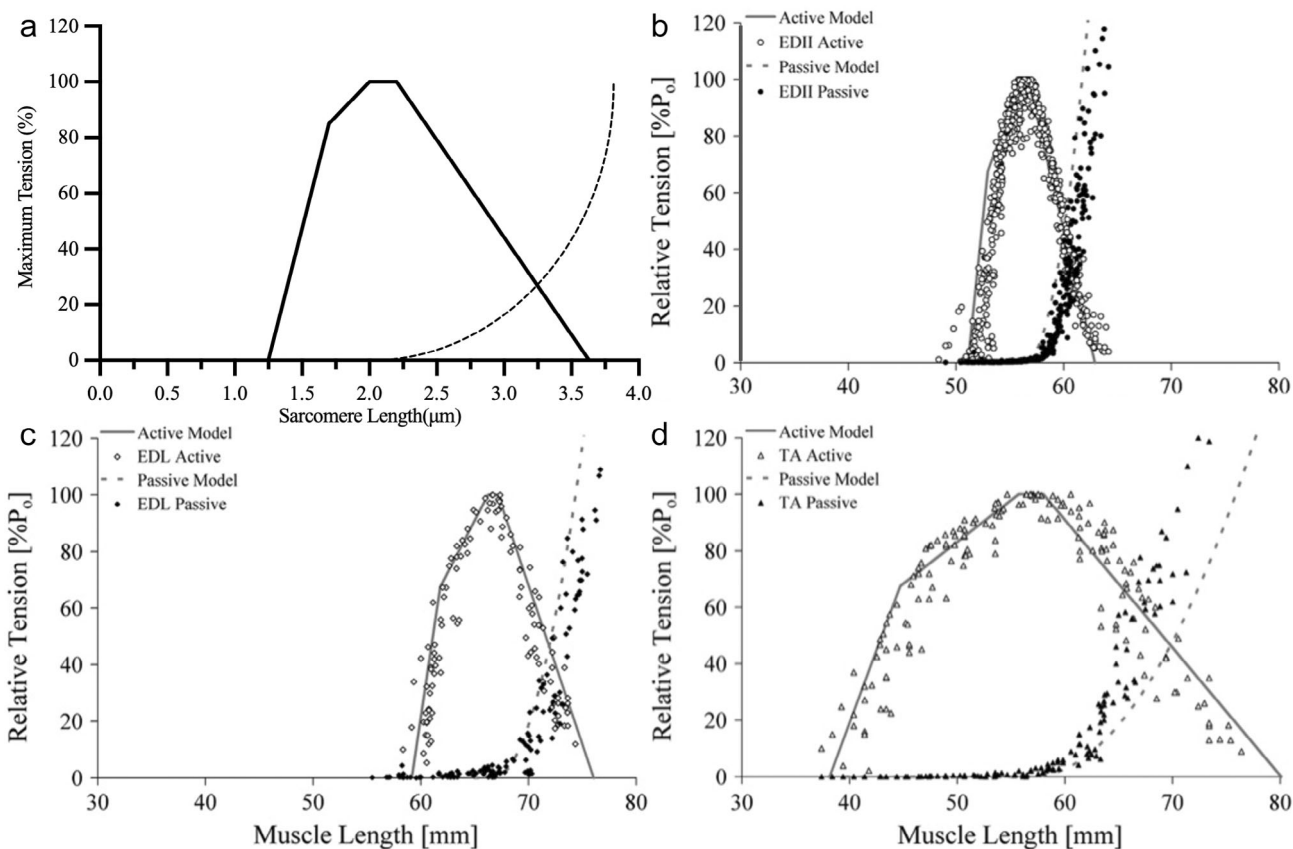 a
120
100
80
60
40
20
0
Maximum Tension (%)
0.0 0.5 1.0 1.5 2.0 2.5 3.0 3.5 4.0
Sarcomere Length(μm)
b
Active Model
EDII Active
Passive Model
EDII Passive
120
100
80
60
40
20
0
Relative Tension [%Pₒ]
30 40 50 60 70 80
c
Active Model
EDL Active
Passive Model
EDL Passive
120
100
80
60
40
20
0
Relative Tension [%Pₒ]
30 40 50 60 70 80
Muscle Length [mm]
d
Active Model
TA Active
Passive Model
TA Passive
120
100
80
60
40
20
0
Relative Tension [%Pₒ]
30 40 50 60 70 80
Muscle Length [mm]